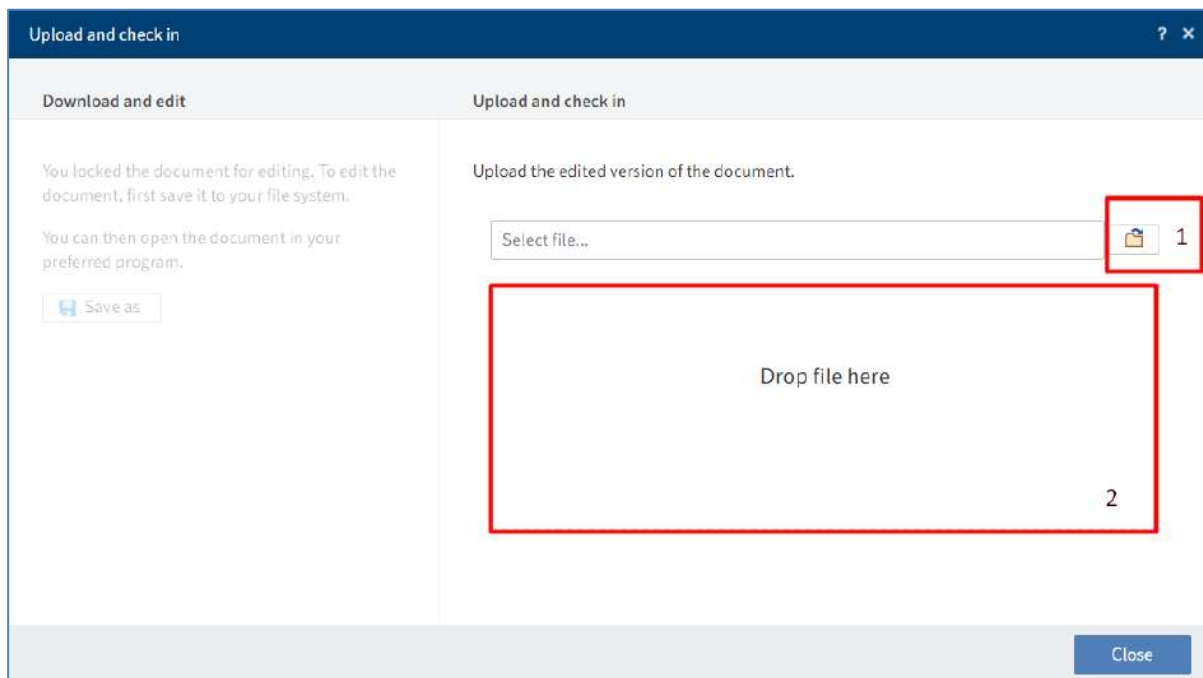 Upload and check in
? ×
Download and edit
Upload and check in
You locked the document for editing. To edit the
document, first save it to your file system.
You can then open the document in your
preferred program.
Save as
Upload the edited version of the document.
Select file...
1
Drop file here
2
Close